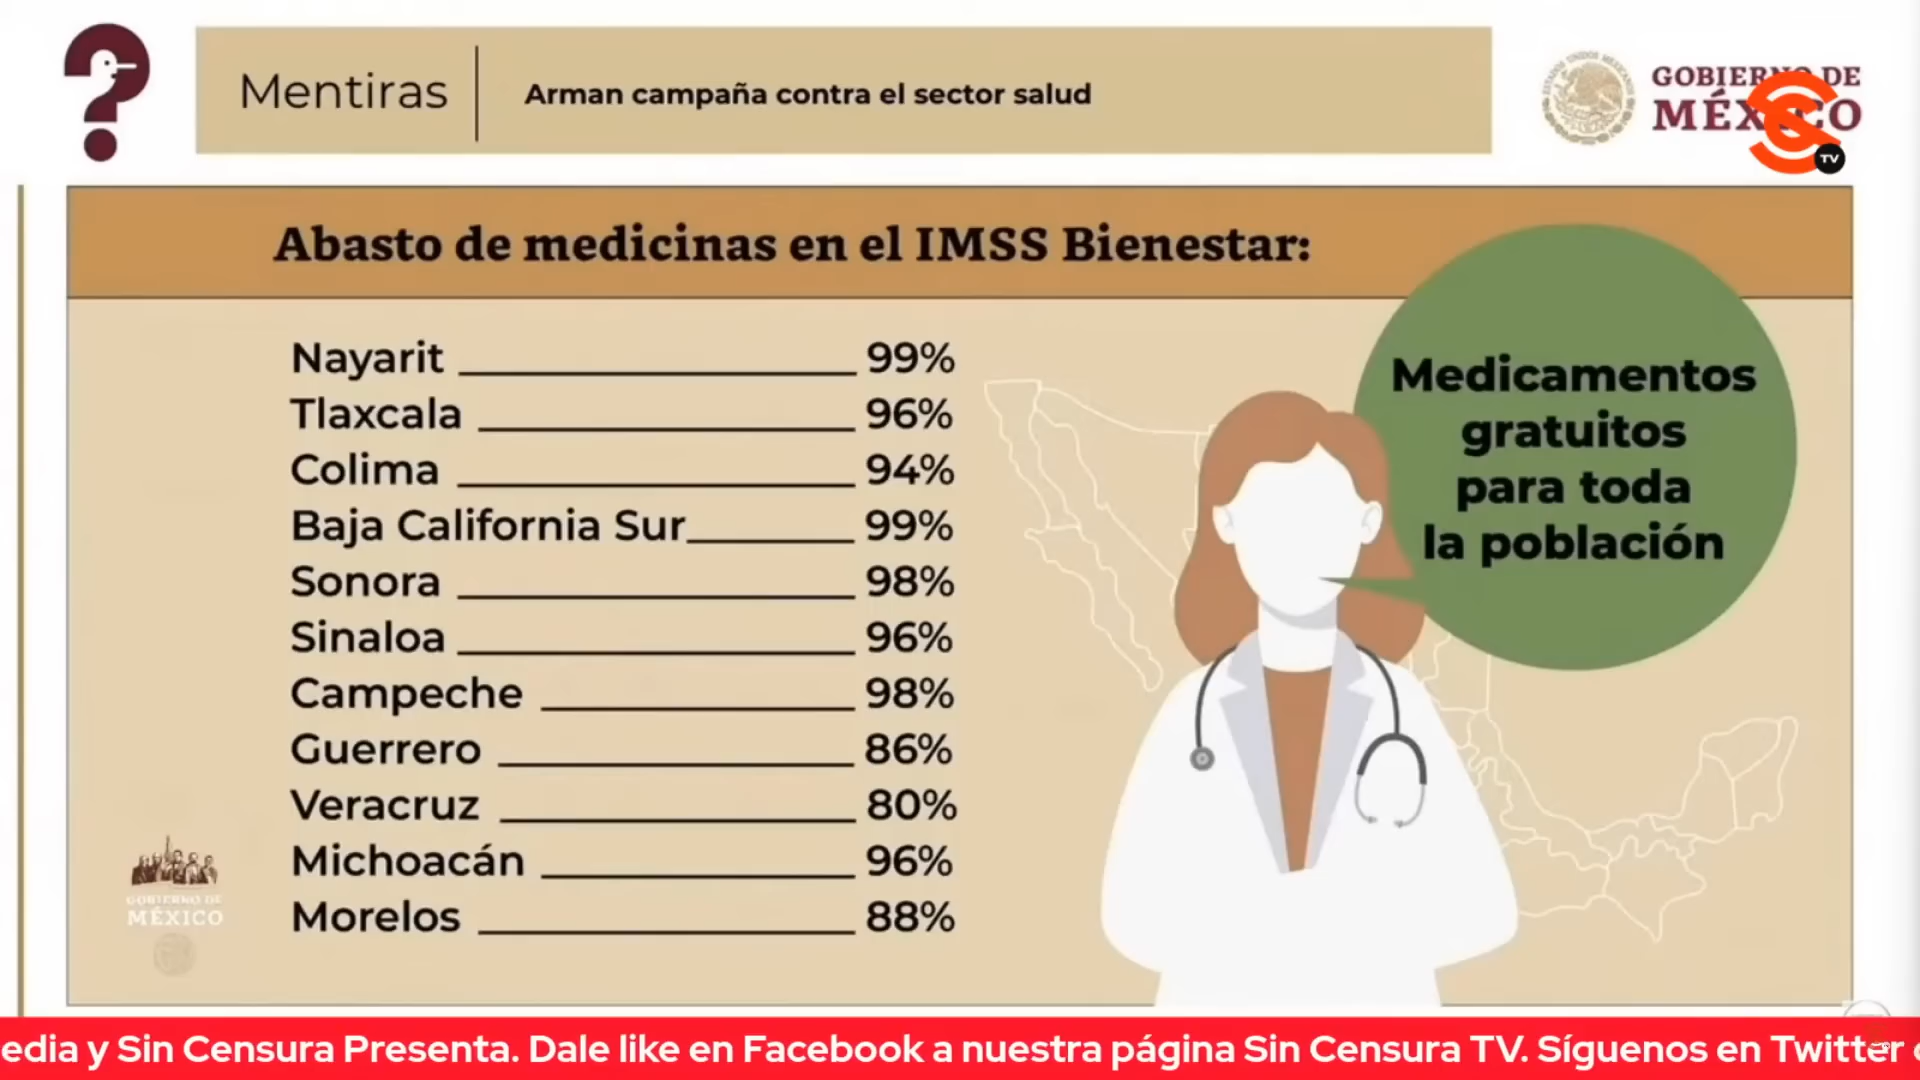 Mentiras
Arman campaña contra el sector salud
GOBIERNO DE
MÉXICO
TV
Abasto de medicinas en el IMSS Bienestar:
Nayarit 99%
Tlaxcala 96%
Colima 94%
Baja California Sur 99%
Sonora 98%
Sinaloa 96%
Campeche 98%
Guerrero 86%
Veracruz 80%
Michoacán 96%
Morelos 88%
Medicamentos
gratuitos
para toda
la población
GOBIERNO DE
MÉXICO
edia y Sin Censura Presenta. Dale like en Facebook a nuestra página Sin Censura TV. Síguenos en Twitter